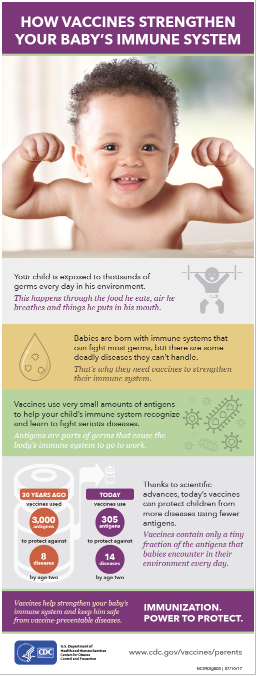 HOW VACCINES STRENGTHEN
YOUR BABY'S IMMUNE SYSTEM
Your child is exposed to thousands of
germs every day in his environment.
This happens through the food he eats, air he
breathes and things he puts in his mouth.
Babies are born with immune systems that
can fight most germs, but there are some
deadly diseases they can't handle.
That's why they need vaccines to strengthen
their immune system.
Vaccines use very small amounts of antigens
to help your child's immune system recognize
and learn to fight serious diseases.
Antigens are parts of germs that cause the
body's immune system to go to work.
30 YEARS AGO
vaccines used
3,000
antigens
to protect against
8
diseases
by age two
TODAY
vaccines use
305
antigens
to protect against
14
diseases
by age two
Thanks to scientific
advances, today's vaccines
can protect children from
more diseases using fewer
antigens.
Vaccines contain only a tiny
fraction of the antigens that
babies encounter in their
environment every day.
Vaccines help strengthen your baby's
immune system and keep him safe
from vaccine-preventable diseases.
IMMUNIZATION.
POWER TO PROTECT.
CDC
U.S. Department of
Health and Human Services
Centers for Disease
Control and Prevention
www.cdc.gov/vaccines/parents
07/10/17